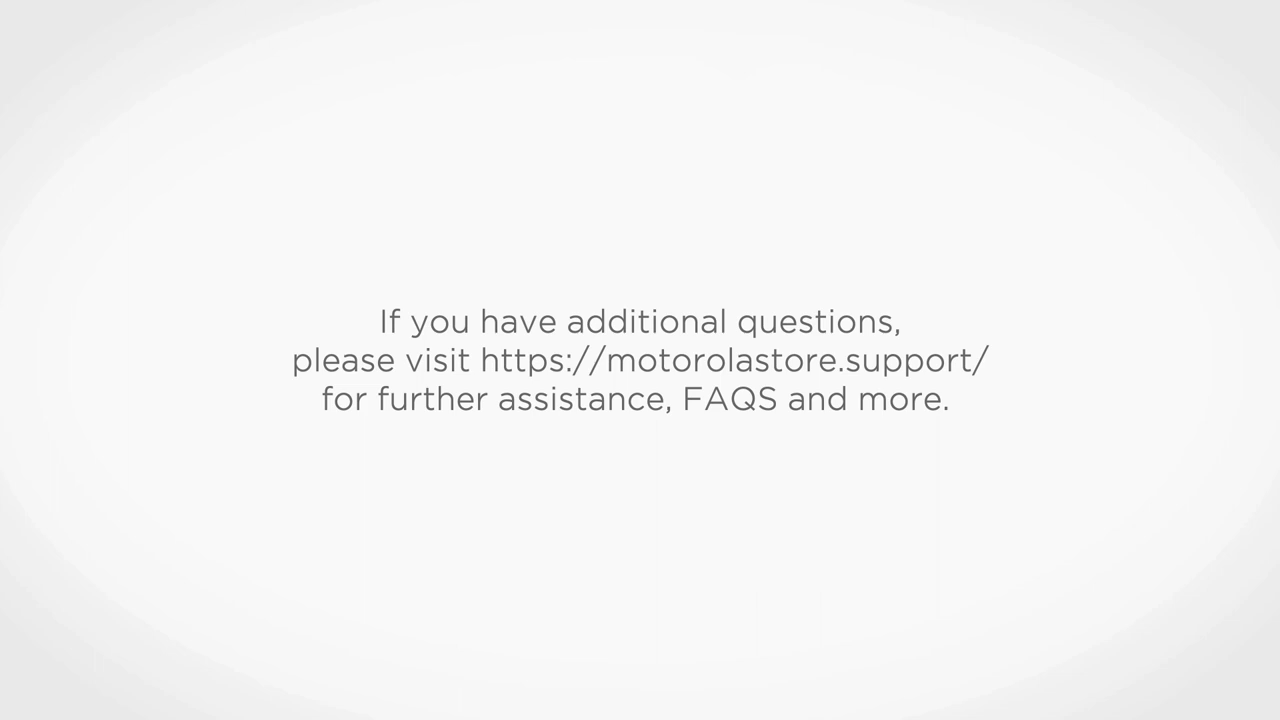 If you have additional questions,
please visit https://motorolastore.support/
for further assistance, FAQS and more.